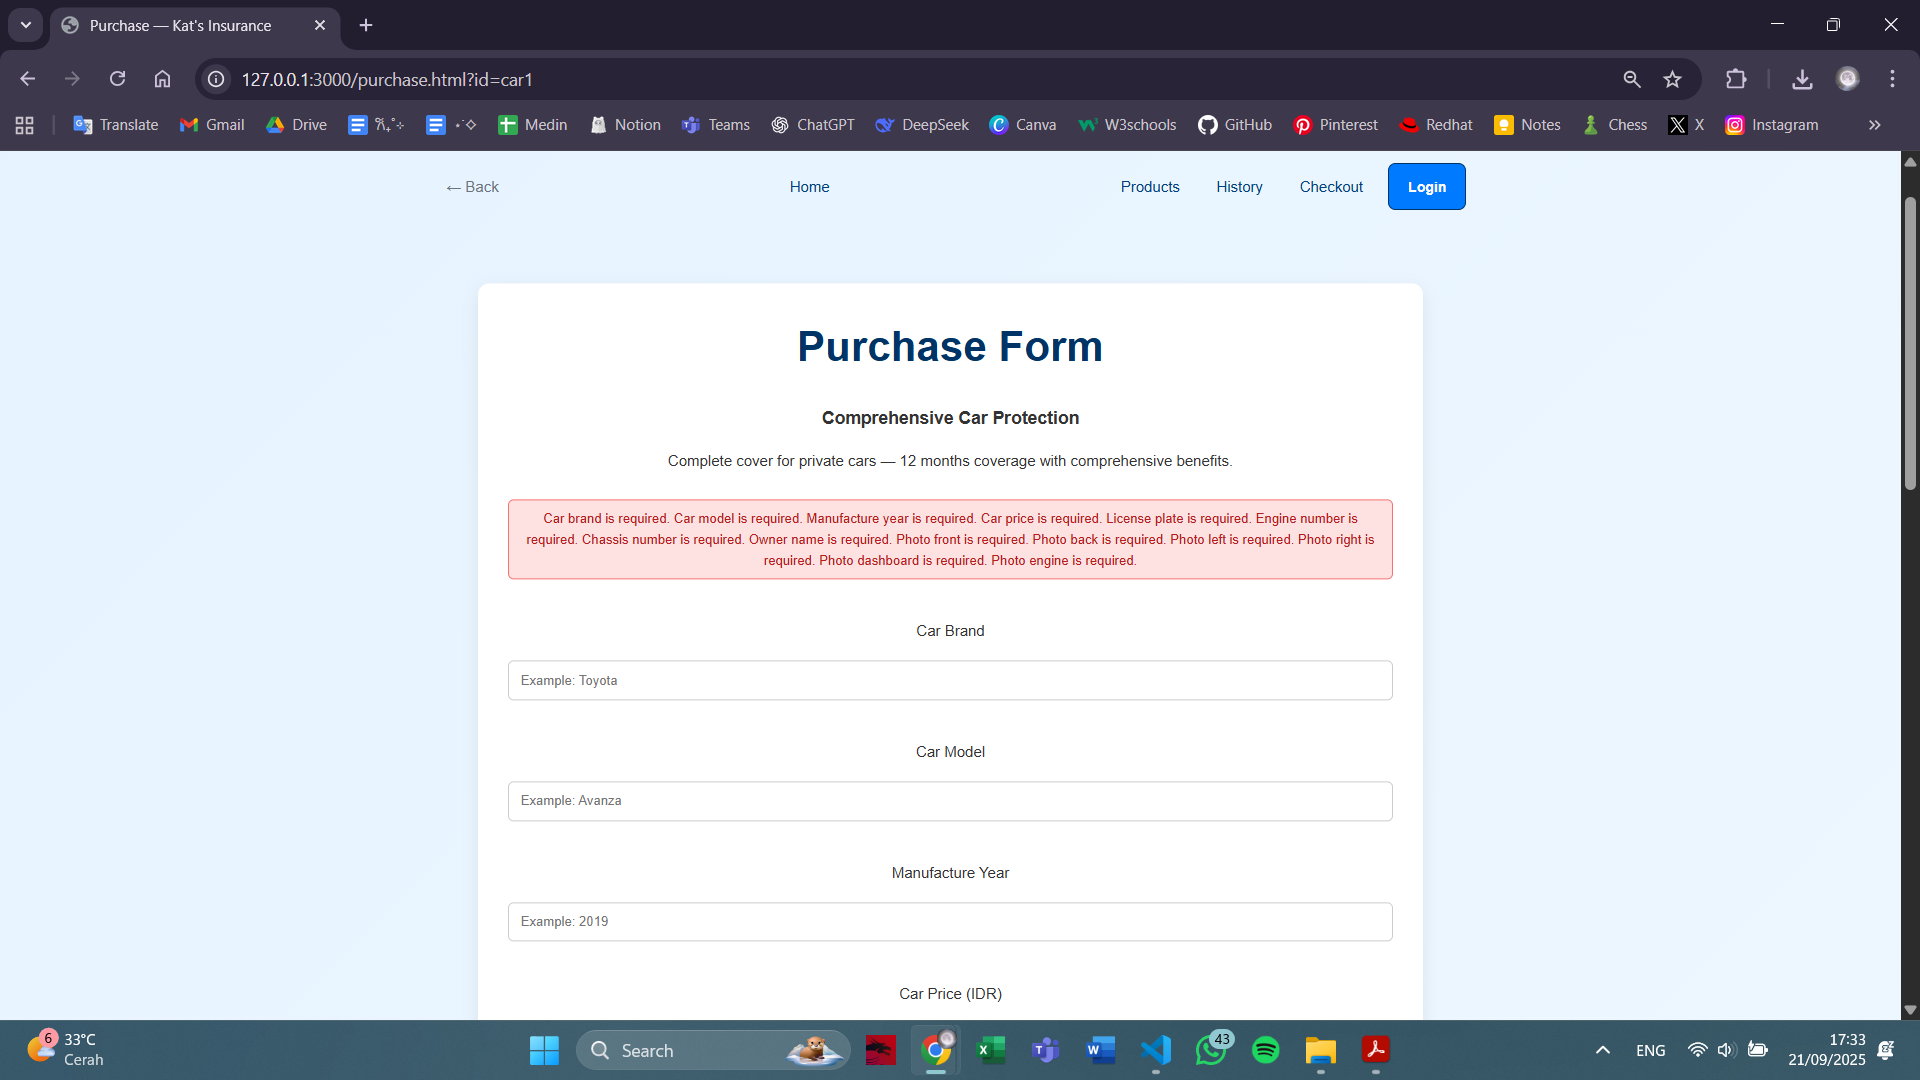 Purchase — Kat's Insurance
127.0.0.1:3000/purchase.html?id=car1
Translate Gmail Drive Medin Notion Teams ChatGPT DeepSeek Canva W3schools GitHub Pinterest Redhat Notes Chess X Instagram
← Back Home Products History Checkout Login
Purchase Form
Comprehensive Car Protection
Complete cover for private cars — 12 months coverage with comprehensive benefits.
Car brand is required. Car model is required. Manufacture year is required. Car price is required. License plate is required. Engine number is
required. Chassis number is required. Owner name is required. Photo front is required. Photo back is required. Photo left is required. Photo right is
required. Photo dashboard is required. Photo engine is required.
Car Brand
Example: Toyota
Car Model
Example: Avanza
Manufacture Year
Example: 2019
Car Price (IDR)
6 33°C
Cerah
Search
43
ENG
17:33
21/09/2025